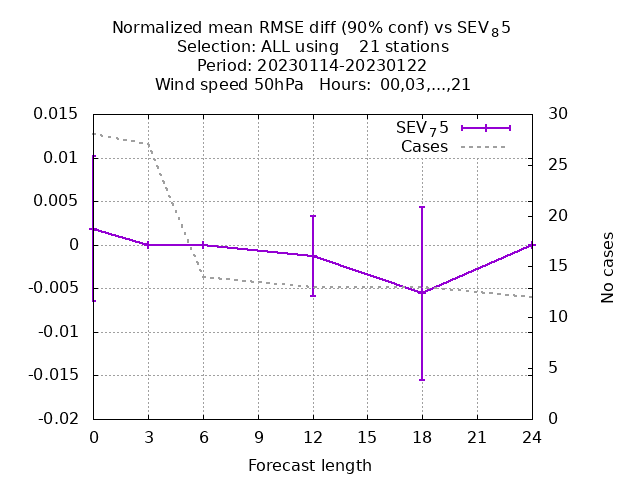 Normalized mean RMSE diff (90% conf) vs SEV₈5
Selection: ALL using    21 stations
Period: 20230114-20230122
Wind speed 50hPa   Hours: 00,03,...,21
SEV₇5
Cases
0.015
0.01
0.005
0
-0.005
-0.01
-0.015
-0.02
30
25
20
15
10
5
0
No cases
0 3 6 9 12 15 18 21 24
Forecast length